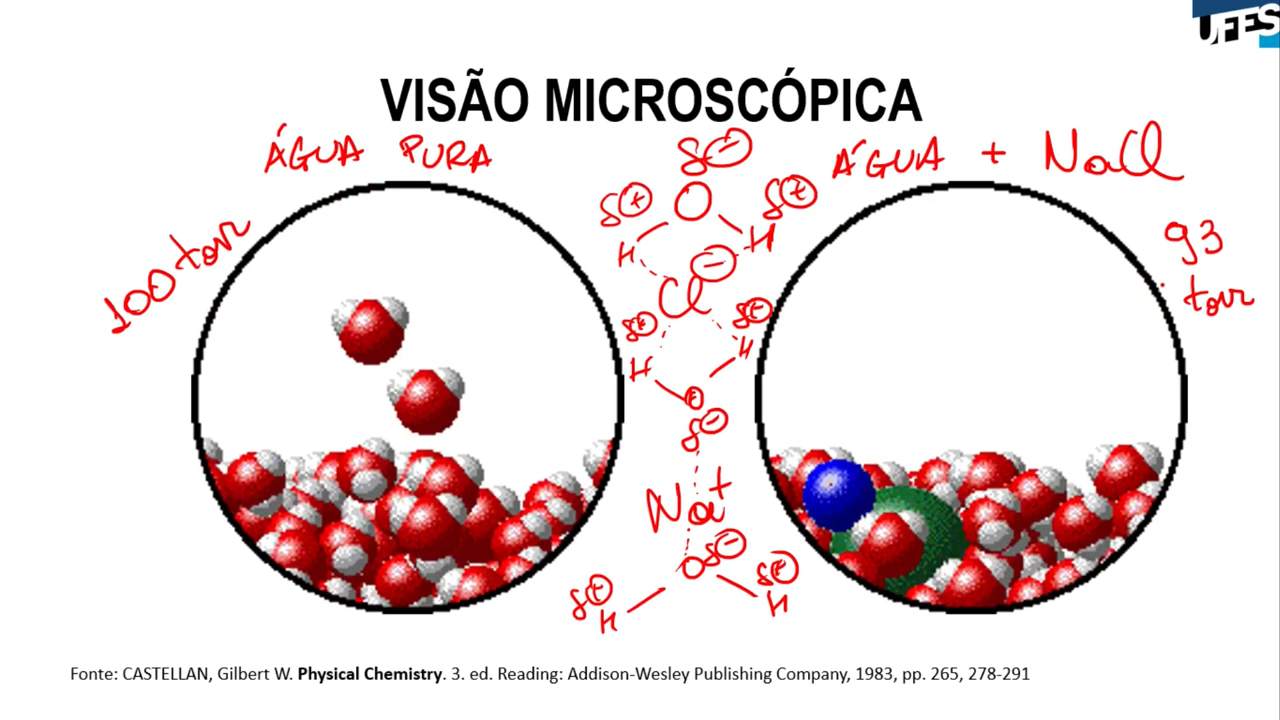 UFES
VISÃO MICROSCÓPICA
ÁGUA PURA
100 torr
δ⊖
δ⊕ O δ⊕
H H
Cl⊖
δ⊕ δ⊕
H H
O
δ⊖
Na⁺
O δ⊖
δ⊕ δ⊕
H H
ÁGUA + NaCl
93
torr
Fonte: CASTELLAN, Gilbert W. Physical Chemistry. 3. ed. Reading: Addison-Wesley Publishing Company, 1983, pp. 265, 278-291